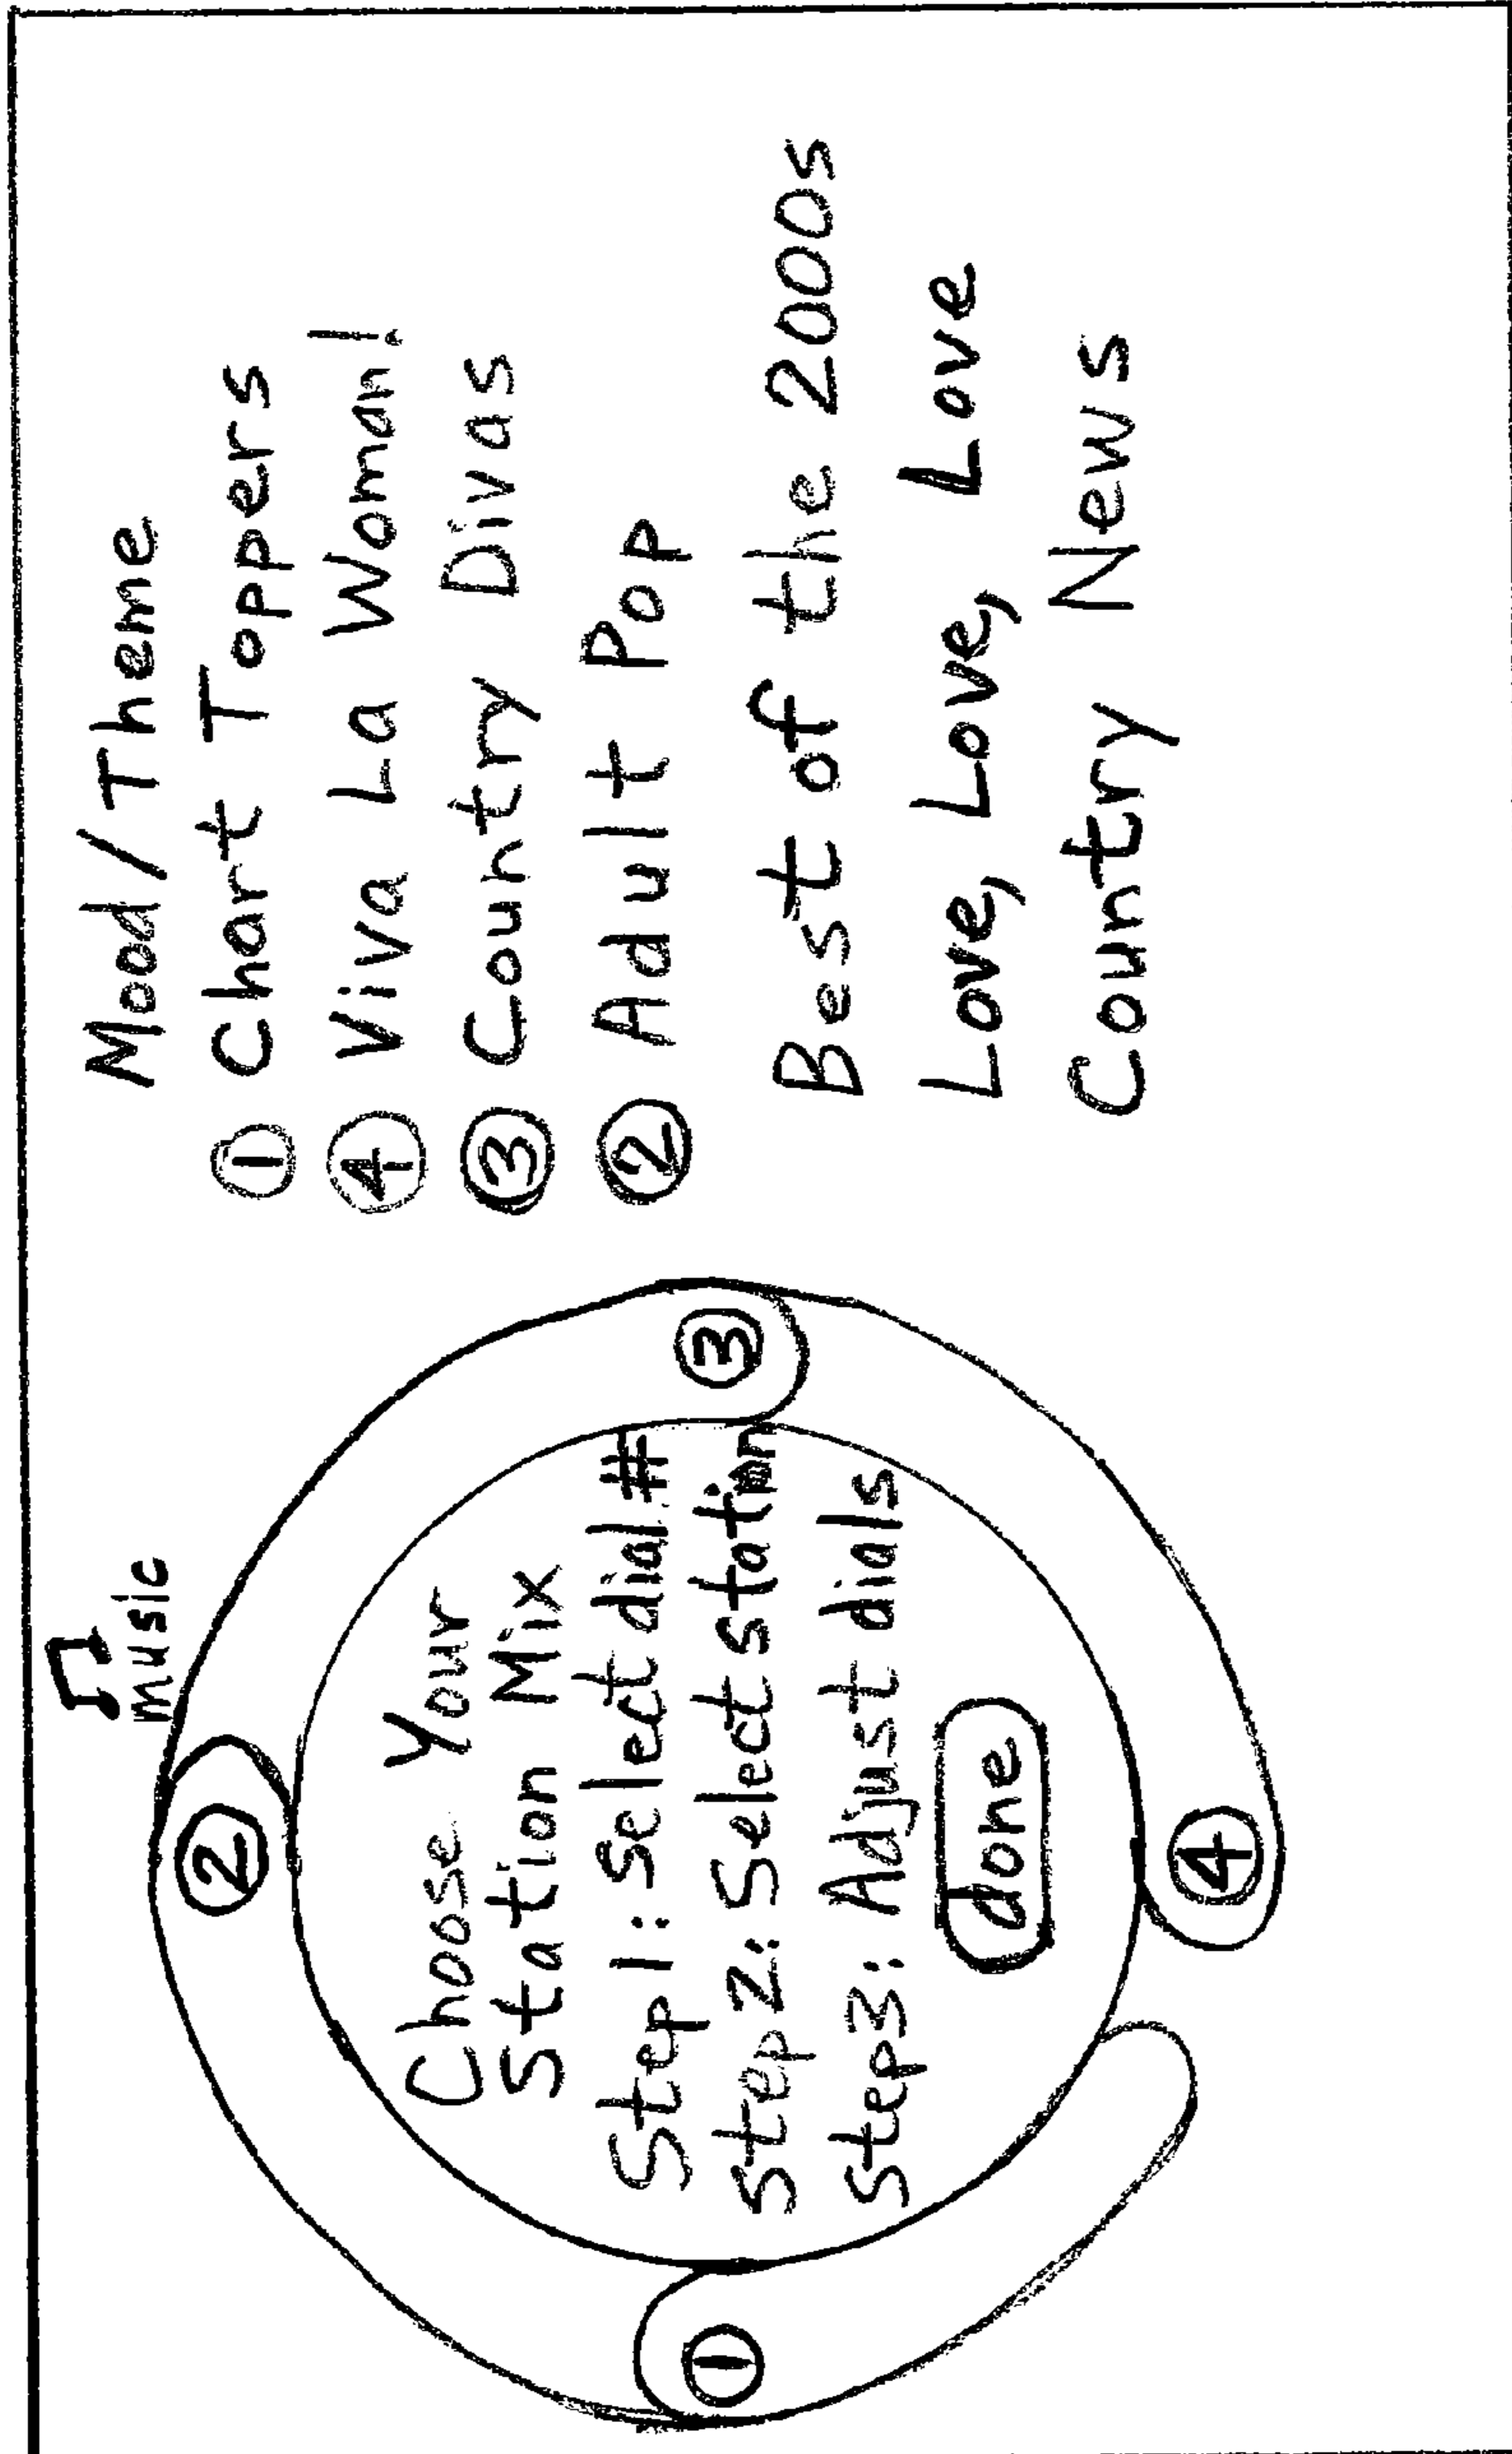 ♫
music
②
①
③
④
Choose Your
Station Mix
Step 1: Select dial #
Step 2: Select station
Step 3: Adjust dials
done
Mood/Theme
① Chart Toppers
④ Viva La Woman!
③ Country Divas
② Adult Pop
Best of the 2000s
Love, Love, Love, Love
Country News